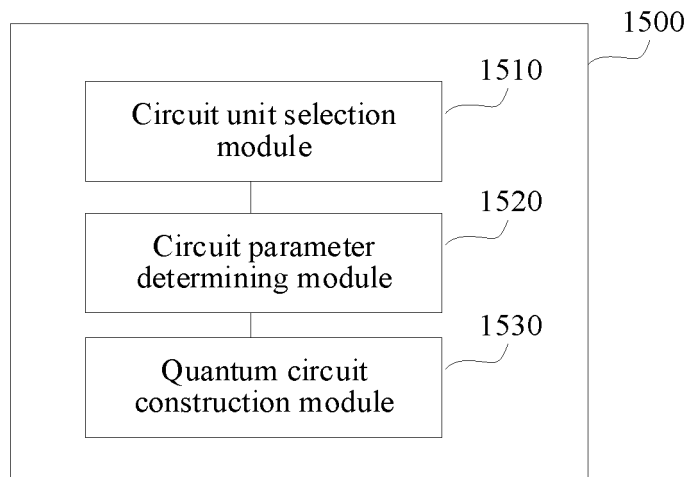 1500
1510
Circuit unit selection
module
1520
Circuit parameter
determining module
1530
Quantum circuit
construction module